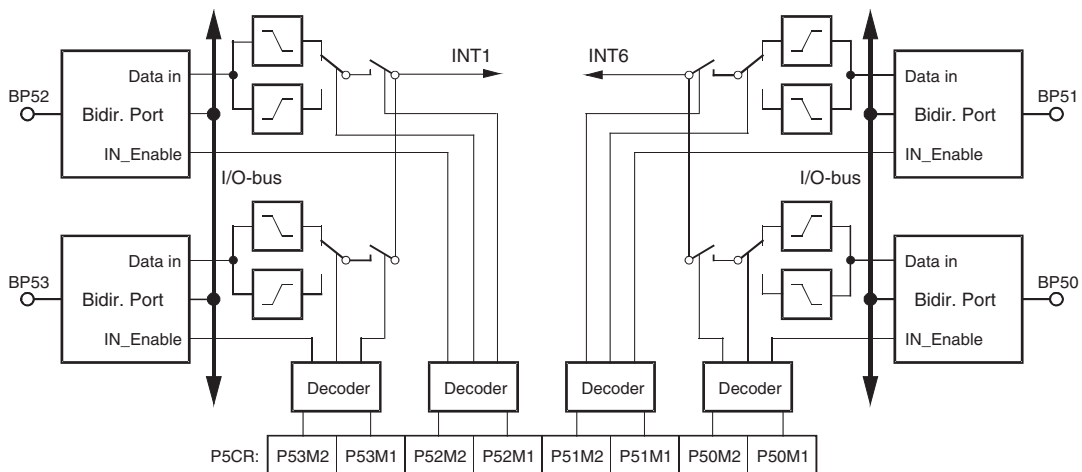 INT1
INT6
Data in
Data in
BP52
BP51
Bidir. Port
Bidir. Port
IN_Enable
IN_Enable
I/O-bus
I/O-bus
Data in
Data in
BP53
BP50
Bidir. Port
Bidir. Port
IN_Enable
IN_Enable
Decoder
Decoder
Decoder
Decoder
P5CR: P53M2 P53M1 P52M2 P52M1 P51M2 P51M1 P50M2 P50M1